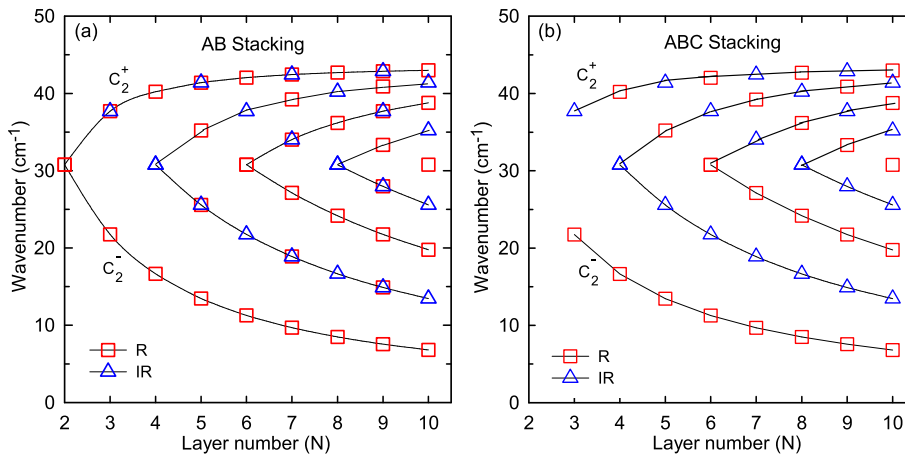 (a)
AB Stacking
C₂⁺
C₂⁻
R
IR
50
40
30
20
10
0
2 3 4 5 6 7 8 9 10
Layer number (N)
Wavenumber (cm⁻¹)
(b)
ABC Stacking
C₂⁺
C₂⁻
R
IR
50
40
30
20
10
0
2 3 4 5 6 7 8 9 10
Layer number (N)
Wavenumber (cm⁻¹)